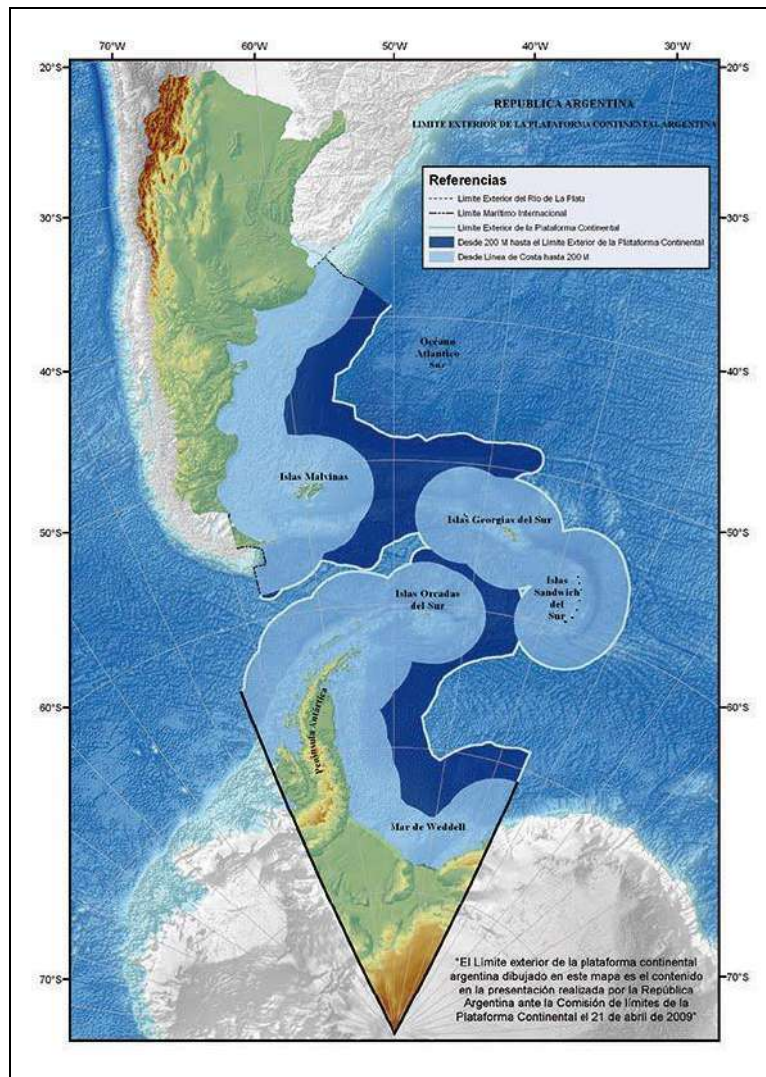 70°W 60°W 50°W 40°W 30°W
20°S 20°S
REPUBLICA ARGENTINA
LIMITE EXTERIOR DE LA PLATAFORMA CONTINENTAL ARGENTINA
Referencias
Límite Exterior del Río de La Plata
Límite Marítimo Internacional
Límite Exterior de la Plataforma Continental
Desde 200 M hasta el Límite Exterior de la Plataforma Continental
Desde Línea de Costa hasta 200 M
30°S 30°S
Océano
Atlántico
Sur
40°S 40°S
Islas Malvinas
Islas Georgias del Sur
50°S 50°S
Islas
Sandwich
del
Sur
Islas Orcadas
del Sur
60°S 60°S
Península Antártica
Mar de Weddell
70°S 70°S
"El Límite exterior de la plataforma continental
argentina dibujado en este mapa es el contenido
en la presentación realizada por la República
Argentina ante la Comisión de límites de la
Plataforma Continental el 21 de abril de 2009"